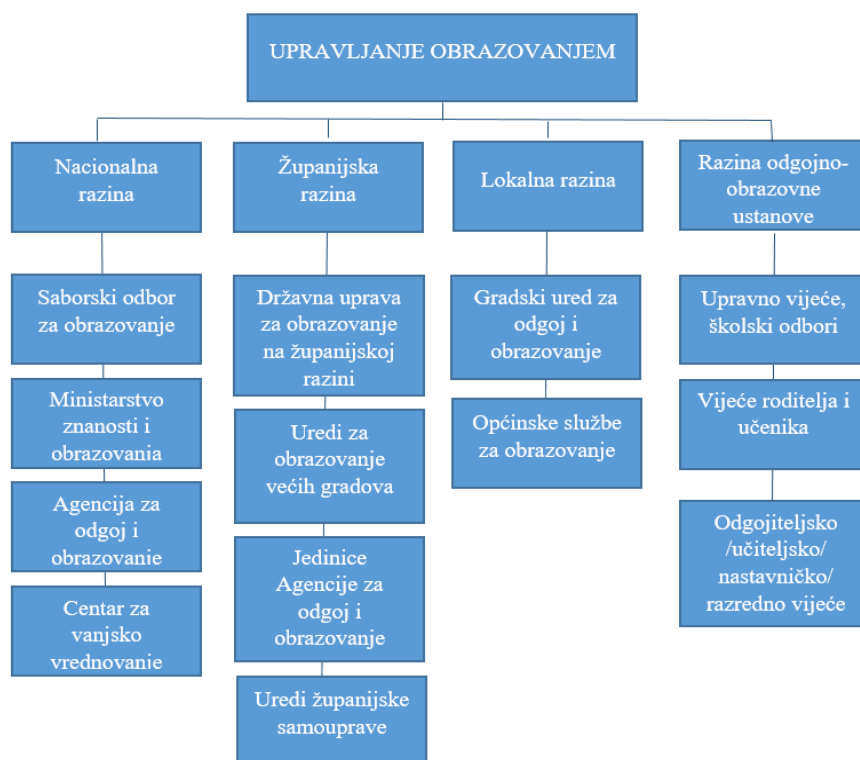 UPRAVLJANJE OBRAZOVANJEM
Nacionalna
razina
Županijska
razina
Lokalna razina
Razina odgojno-
obrazovne
ustanove
Saborski odbor
za obrazovanje
Ministarstvo
znanosti i
obrazovania
Agencija za
odgoj i
obrazovanie
Centar za
vanjsko
vrednovanie
Državna uprava
za obrazovanje
na županijskoj
razini
Uredi za
obrazovanje
većih gradova
Jedinice
Agencije za
odgoj i
obrazovanje
Uredi županijske
samouprave
Gradski ured za
odgoj i
obrazovanje
Općinske službe
za obrazovanje
Upravno vijeće,
školski odbori
Vijeće roditelja i
učenika
Odgojiteljsko
/učiteljsko/
nastavničko/
razredno vijeće